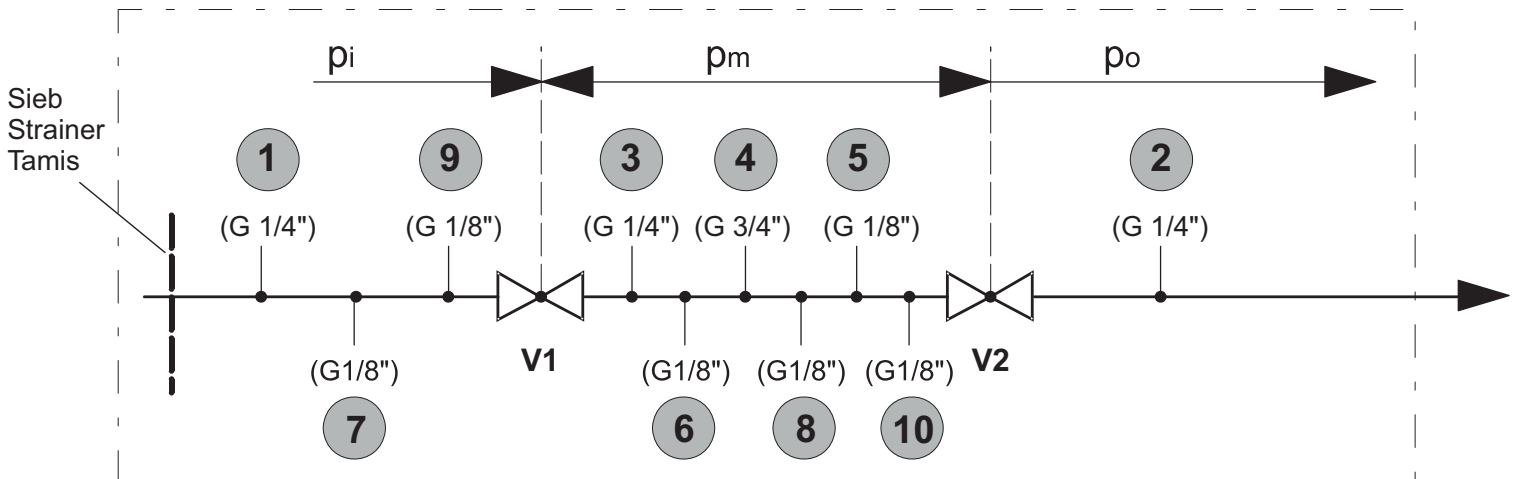 pi pm po
Sieb
Strainer
Tamis
1 9 3 4 5 2
(G 1/4") (G 1/8") (G 1/4") (G 3/4") (G 1/8") (G 1/4")
V1 V2
(G1/8") (G1/8") (G1/8") (G1/8")
7 6 8 10